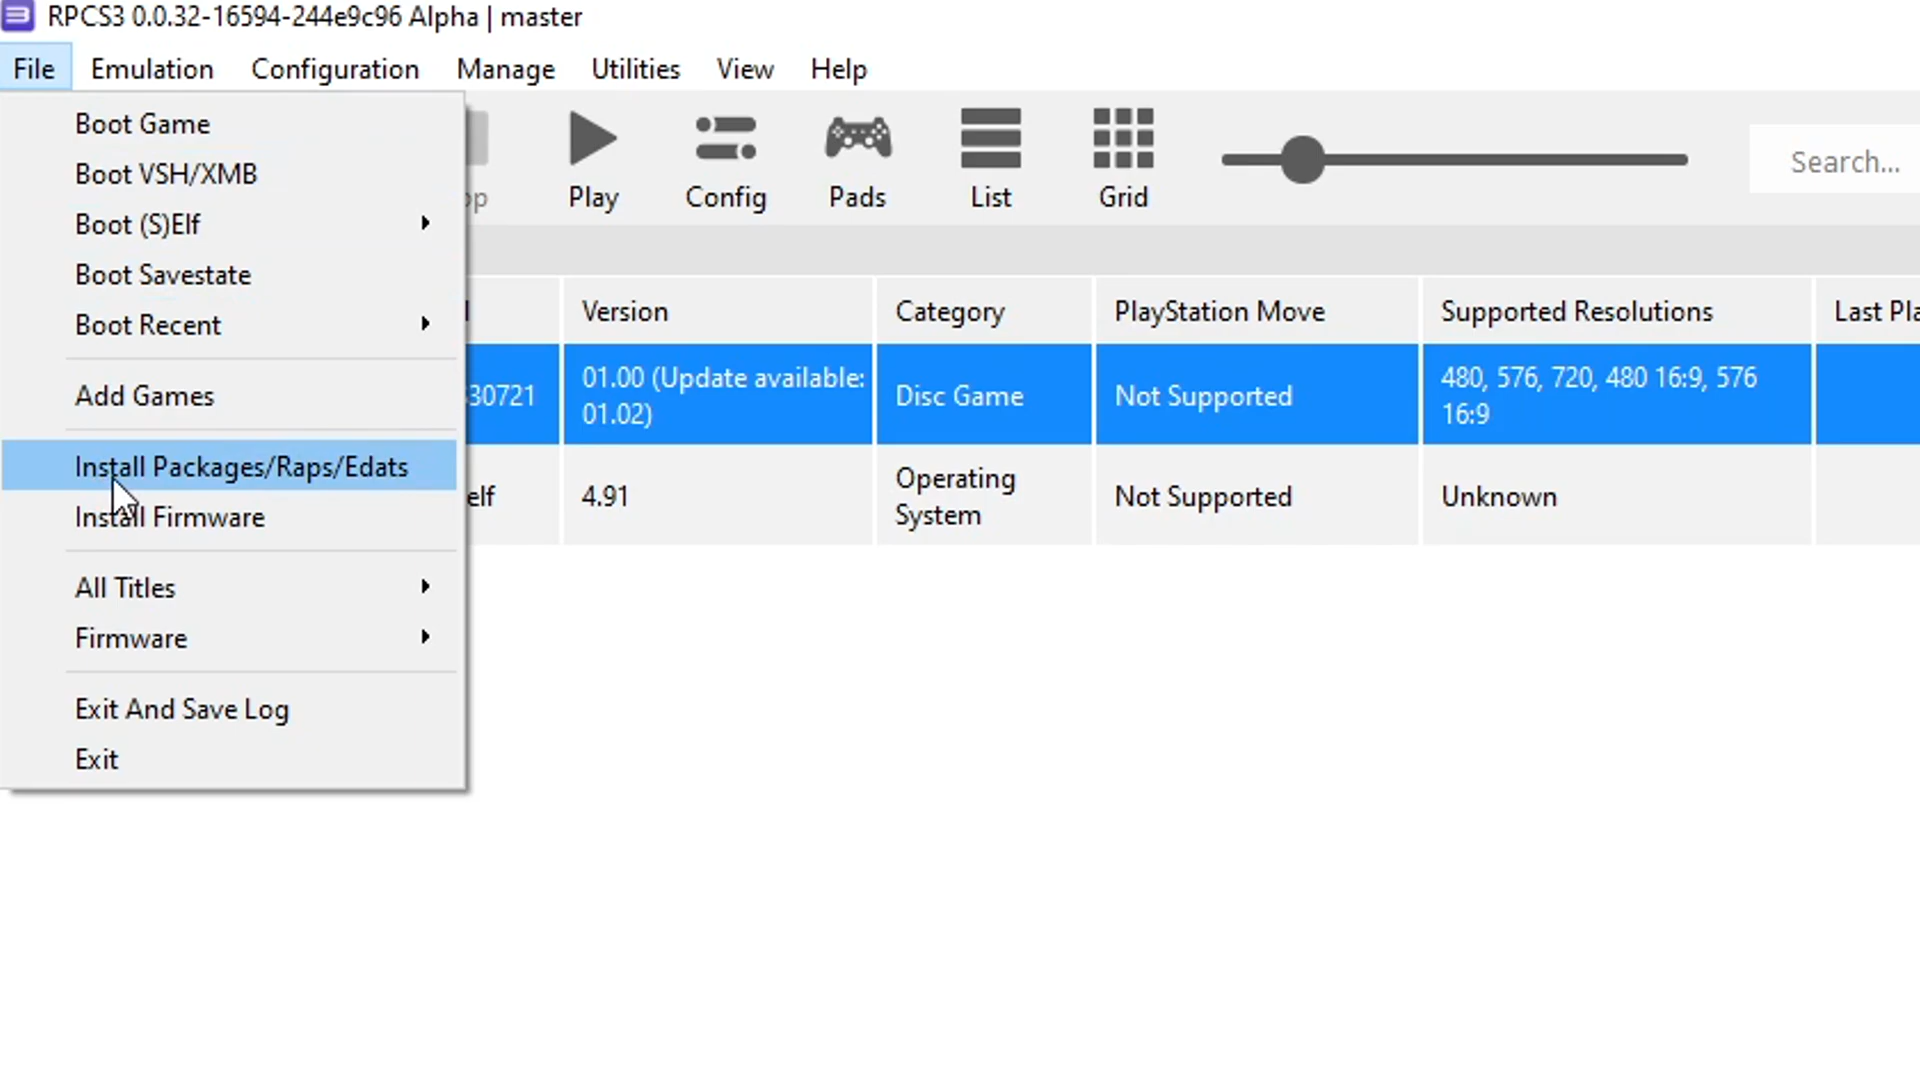 RPCS3 0.0.32-16594-244e9c96 Alpha | master
File Emulation Configuration Manage Utilities View Help
Boot Game
Boot VSH/XMB
Boot (S)Elf
Boot Savestate
Boot Recent
Add Games
Install Packages/Raps/Edats
Install Firmware
All Titles
Firmware
Exit And Save Log
Exit
op Play Config Pads List Grid Search...
Version Category PlayStation Move Supported Resolutions Last Pla
30721 01.00 (Update available: Disc Game Not Supported 480, 576, 720, 480 16:9, 576
01.02) 16:9
elf 4.91 Operating Not Supported Unknown
System